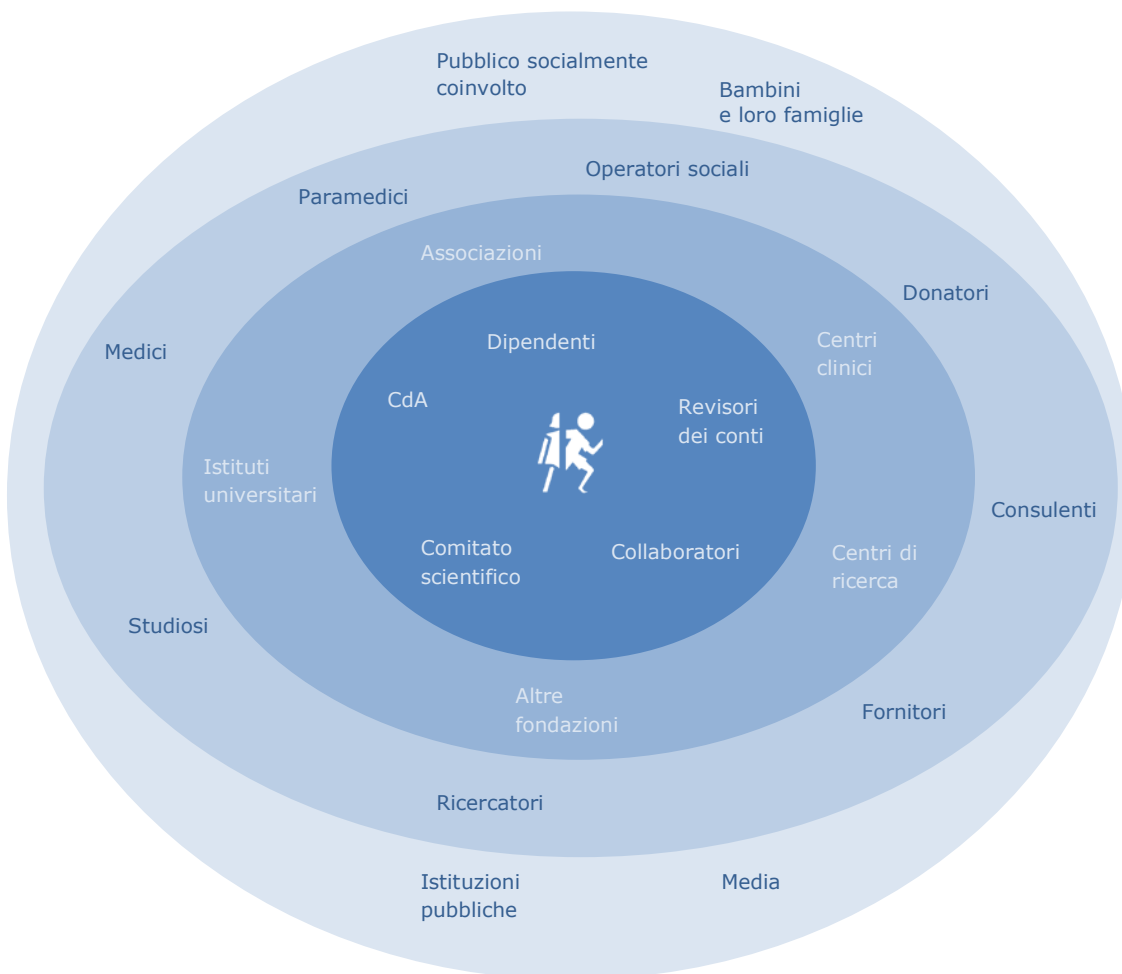 Pubblico socialmente
coinvolto
Bambini
e loro famiglie
Operatori sociali
Paramedici
Associazioni
Donatori
Dipendenti
Centri
clinici
Medici
CdA
Revisori
dei conti
Istituti
universitari
Consulenti
Comitato
scientifico
Collaboratori
Centri di
ricerca
Studiosi
Altre
fondazioni
Fornitori
Ricercatori
Istituzioni
pubbliche
Media